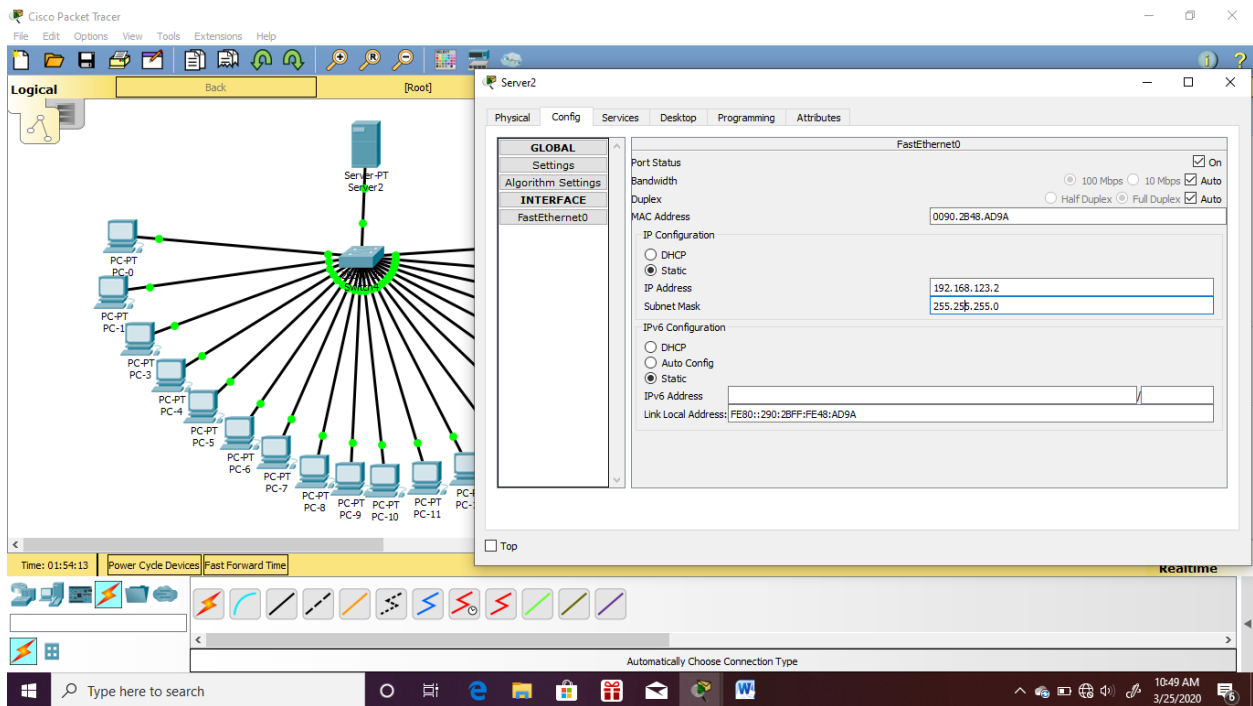 Cisco Packet Tracer
File Edit Options View Tools Extensions Help
Logical
Back
[Root]
Server-PT
Server2
PC-PT
PC-0
PC-PT
PC-1
PC-PT
PC-3
PC-PT
PC-4
PC-PT
PC-5
PC-PT
PC-6
PC-PT
PC-7
PC-PT
PC-8
PC-PT
PC-9
PC-PT
PC-10
PC-PT
PC-11
Server2
Physical Config Services Desktop Programming Attributes
GLOBAL
Settings
Algorithm Settings
INTERFACE
FastEthernet0
FastEthernet0
Port Status On
Bandwidth 100 Mbps 10 Mbps Auto
Duplex Half Duplex Full Duplex Auto
MAC Address 0090.2B48.AD9A
IP Configuration
DHCP
Static
IP Address 192.168.123.2
Subnet Mask 255.255.255.0
IPv6 Configuration
DHCP
Auto Config
Static
IPv6 Address /
Link Local Address: FE80::290:2BFF:FE48:AD9A
Top
Time: 01:54:13 Power Cycle Devices Fast Forward Time
Realtime
Automatically Choose Connection Type
Type here to search
10:49 AM
3/25/2020
6